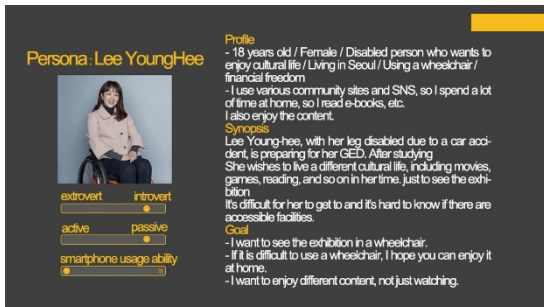 Persona : Lee YoungHee
extrovert introvert
active passive
smartphone usage ability
Profile
- 18 years old / Female / Disabled person who wants to
enjoy cultural life / Living in Seoul / Using a wheelchair /
financial freedom
- I use various community sites and SNS, so I spend a lot
of time at home, so I read e-books, etc.
I also enjoy the content.
Synopsis
Lee Young-hee, with her leg disabled due to a car acci-
dent, is preparing for her GED. After studying
She wishes to live a different cultural life, including movies,
games, reading, and so on in her time. just to see the exhi-
bition
It's difficult for her to get to and it's hard to know if there are
accessible facilities.
Goal
- I want to see the exhibition in a wheelchair.
- If it is difficult to use a wheelchair, I hope you can enjoy it
at home.
- I want to enjoy different content, not just watching.